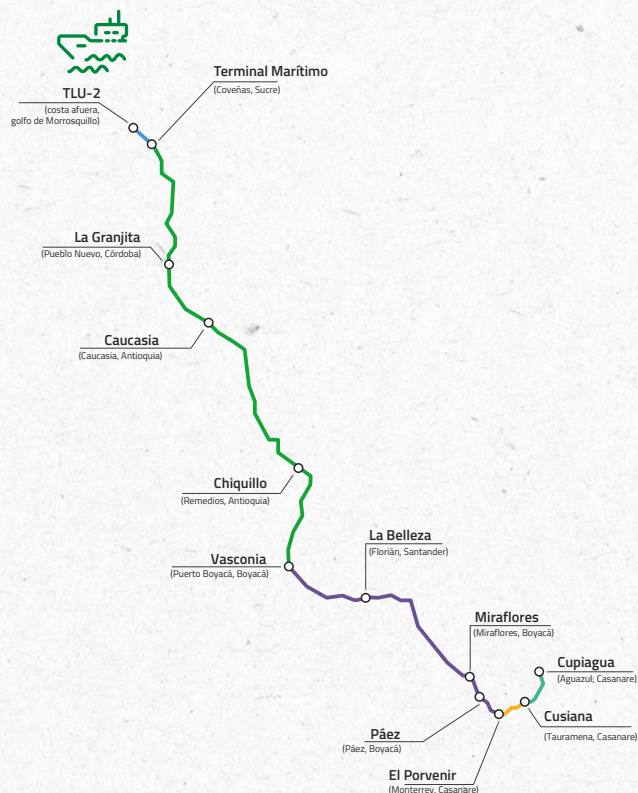 Terminal Marítimo
(Coveñas, Sucre)
TLU-2
(costa afuera,
golfo de Morrosquillo)
La Granjita
(Pueblo Nuevo, Córdoba)
Caucasia
(Caucasia, Antioquia)
Chiquillo
(Remedios, Antioquia)
La Belleza
(Florián, Santander)
Vasconia
(Puerto Boyacá, Boyacá)
Miraflores
(Miraflores, Boyacá)
Cupiagua
(Aguazul, Casanare)
Cusiana
(Tauramena, Casanare)
Páez
(Páez, Boyacá)
El Porvenir
(Monterrey, Casanare)